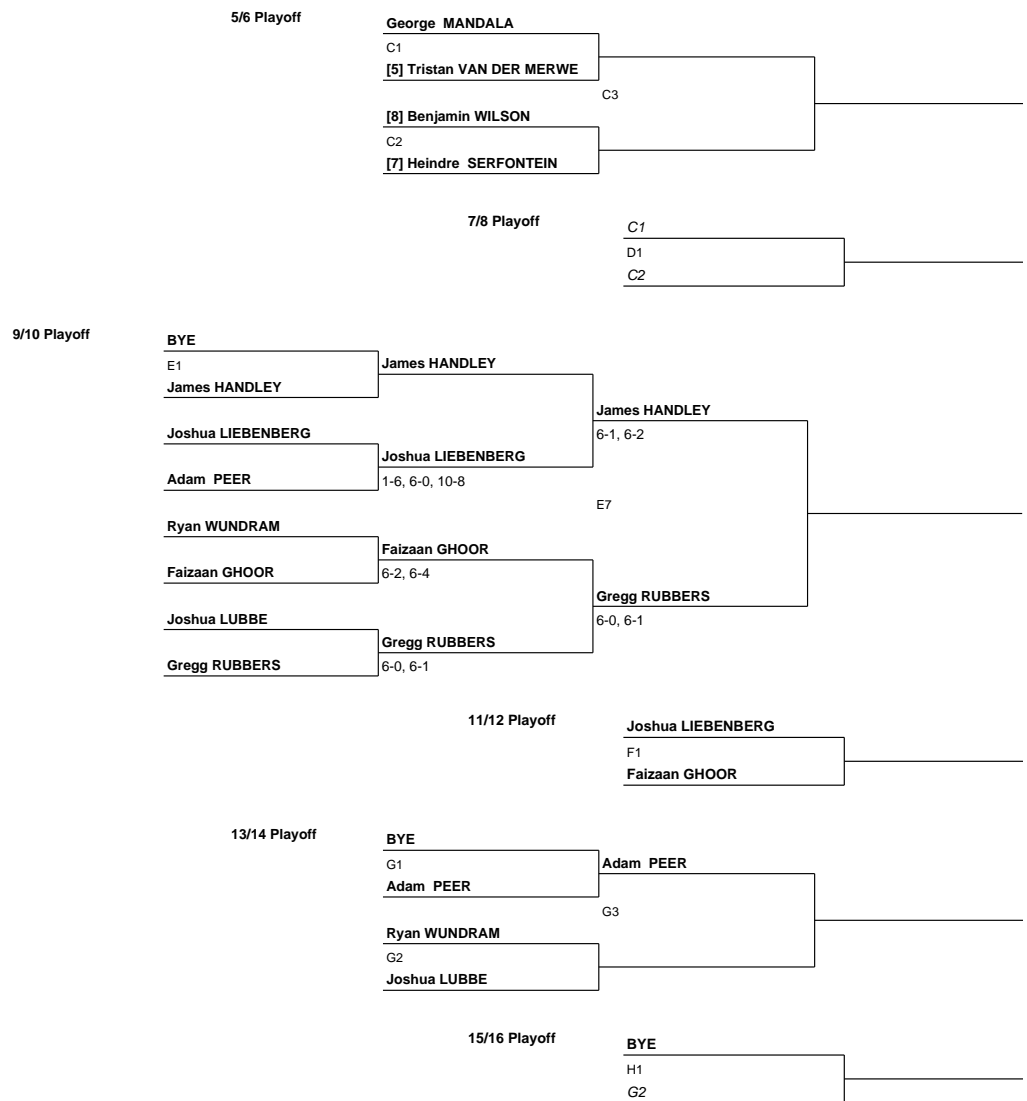 5/6 Playoff
George MANDALA
C1
[5] Tristan VAN DER MERWE
C3
[8] Benjamin WILSON
C2
[7] Heindre SERFONTEIN
7/8 Playoff
C1
D1
C2
9/10 Playoff
BYE
E1
James HANDLEY
James HANDLEY
James HANDLEY
6-1, 6-2
Joshua LIEBENBERG
Joshua LIEBENBERG
Adam PEER
1-6, 6-0, 10-8
E7
Ryan WUNDRAM
Faizaan GHOOR
Faizaan GHOOR
6-2, 6-4
Gregg RUBBERS
6-0, 6-1
Joshua LUBBE
Gregg RUBBERS
Gregg RUBBERS
6-0, 6-1
11/12 Playoff
Joshua LIEBENBERG
F1
Faizaan GHOOR
13/14 Playoff
BYE
G1
Adam PEER
Adam PEER
G3
Ryan WUNDRAM
G2
Joshua LUBBE
15/16 Playoff
BYE
H1
G2